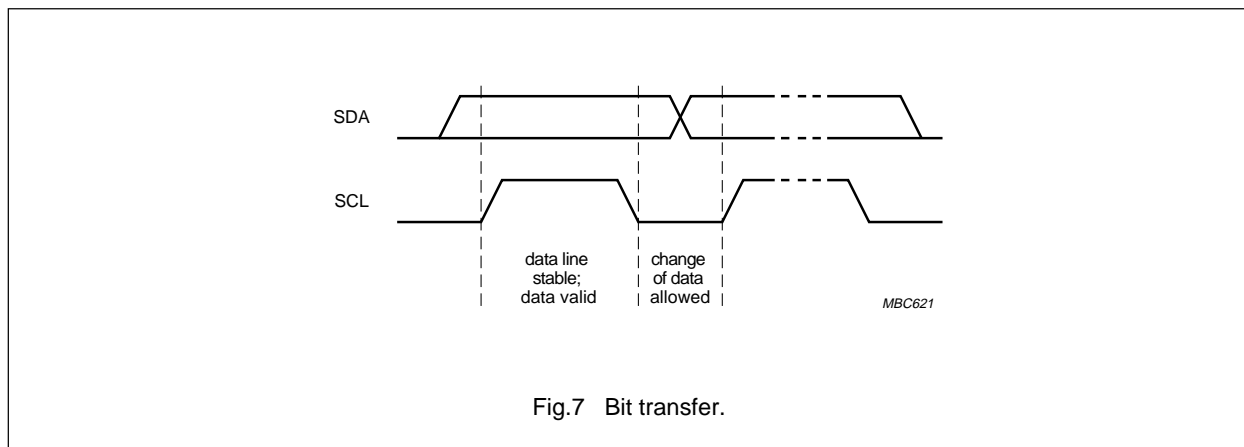 SDA
SCL
data line
stable;
data valid
change
of data
allowed
MBC621
Fig.7 Bit transfer.